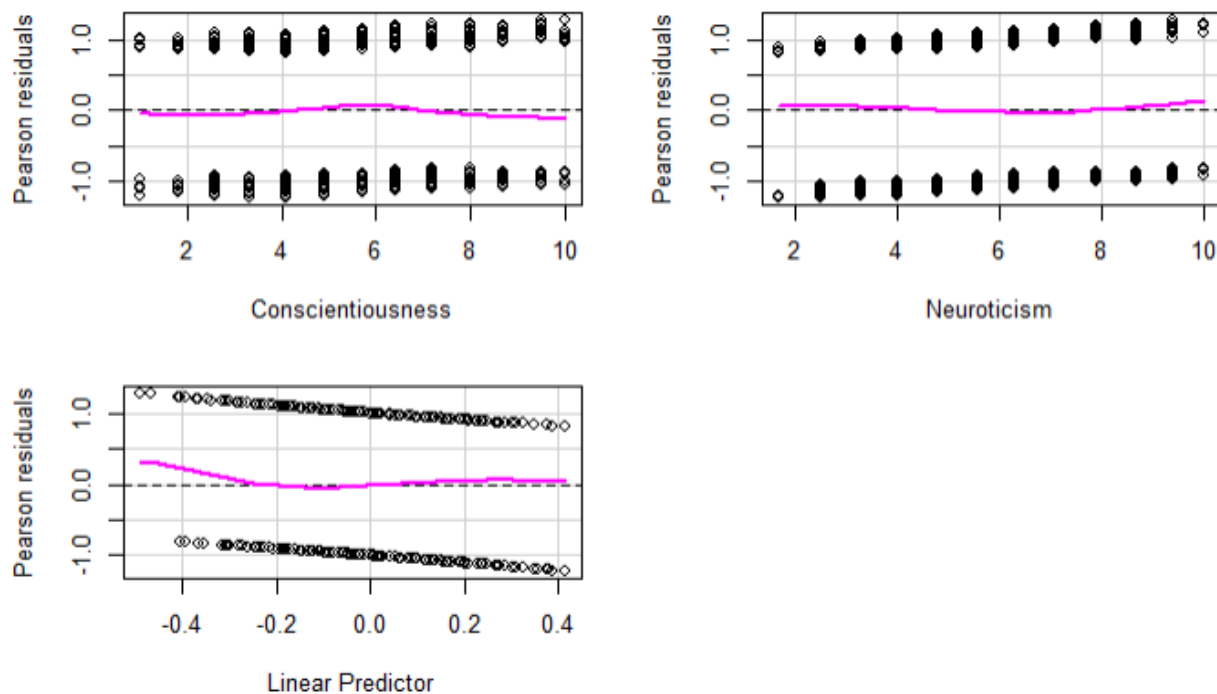 Pearson residuals
1.0
0.0
-1.0
2 4 6 8 10
Conscientiousness
Pearson residuals
1.0
0.0
-1.0
2 4 6 8 10
Neuroticism
Pearson residuals
1.0
0.0
-1.0
-0.4 -0.2 0.0 0.2 0.4
Linear Predictor